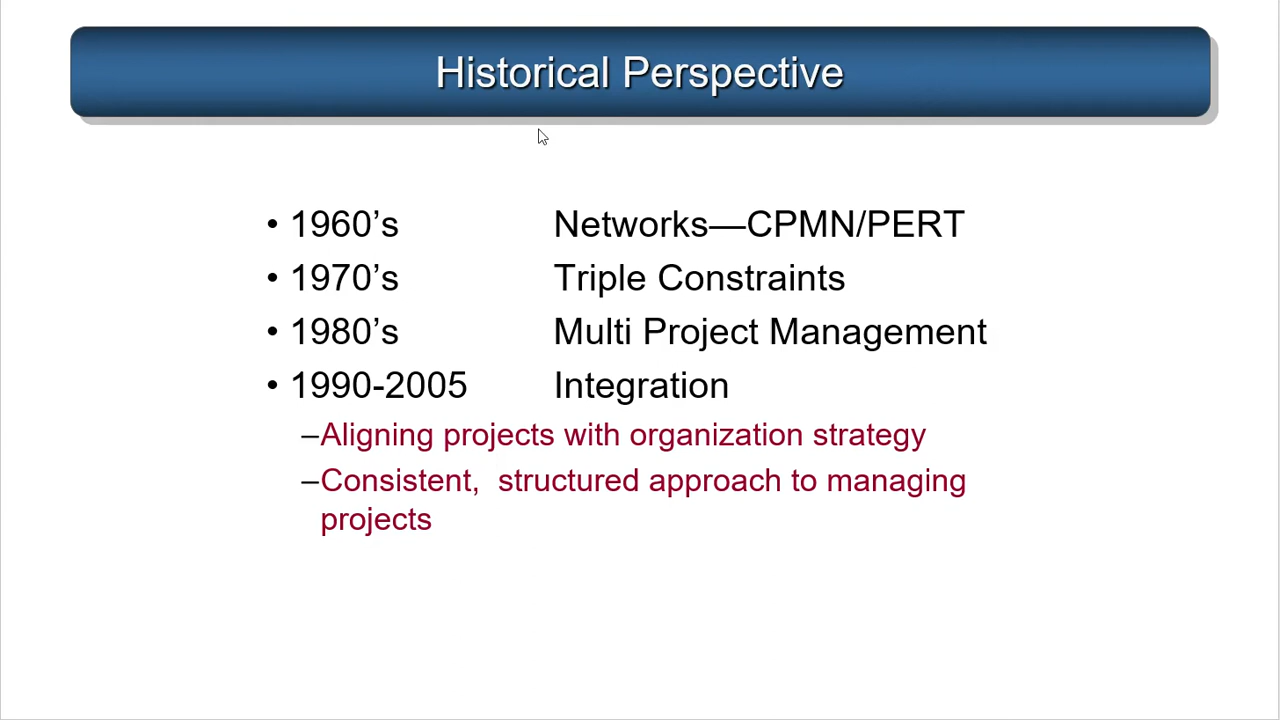 Historical Perspective
• 1960’s Networks—CPMN/PERT
• 1970’s Triple Constraints
• 1980’s Multi Project Management
• 1990-2005 Integration
–Aligning projects with organization strategy
–Consistent,  structured approach to managing
projects